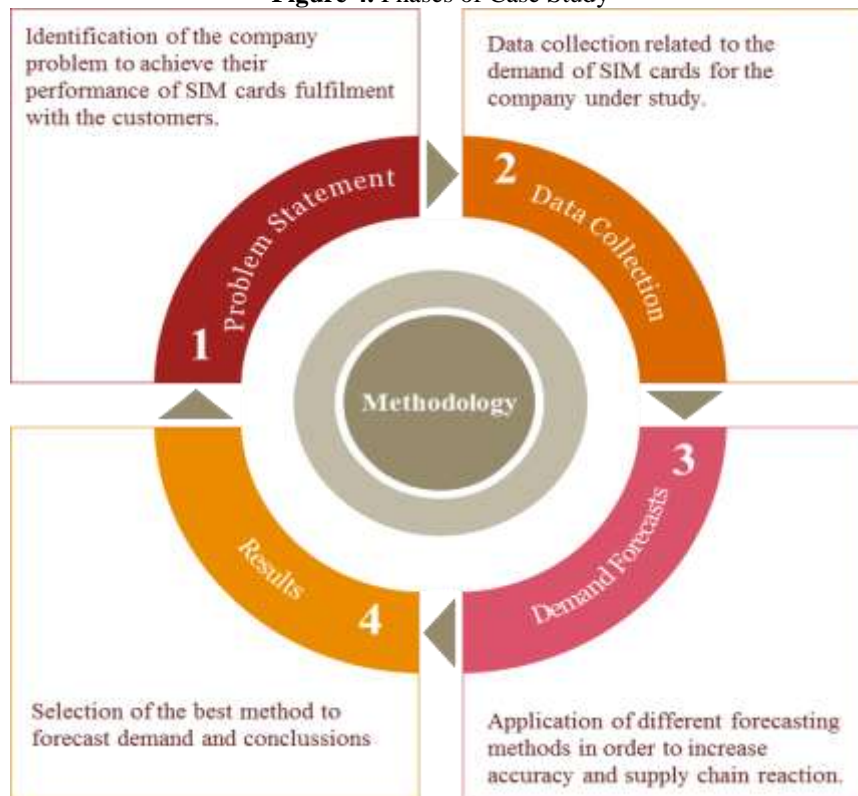 Figure 4. Phases of Case Study
Identification of the company
problem to achieve their
performance of SIM cards fulfilment
with the customers.
Data collection related to the
demand of SIM cards for the
company under study.
1 Problem Statement
2 Data Collection
Methodology
3 Demand Forecasts
4 Results
Selection of the best method to
forecast demand and conclussions
Application of different forecasting
methods in order to increase
accuracy and supply chain reaction.